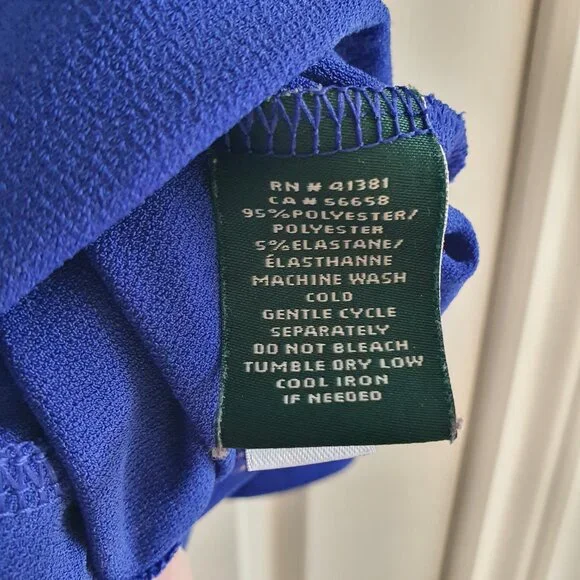 RN # 41381
CA # 56658
95%POLYESTER/
POLYESTER
5%ELASTANE/
ÉLASTHANNE
MACHINE WASH
COLD
GENTLE CYCLE
SEPARATELY
DO NOT BLEACH
TUMBLE DRY LOW
COOL IRON
IF NEEDED